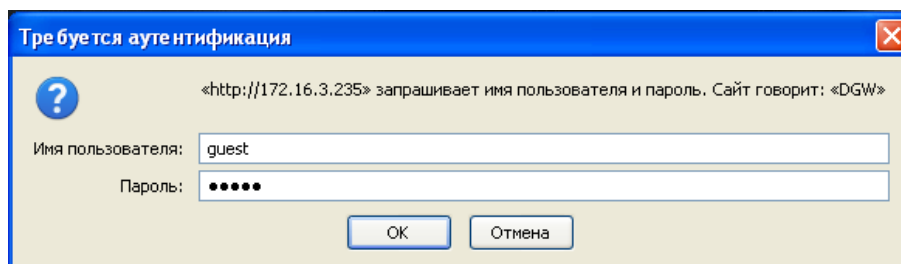 Требуется аутентификация
«http://172.16.3.235» запрашивает имя пользователя и пароль. Сайт говорит: «DGW»
Имя пользователя: guest
Пароль: •••••
ОК Отмена